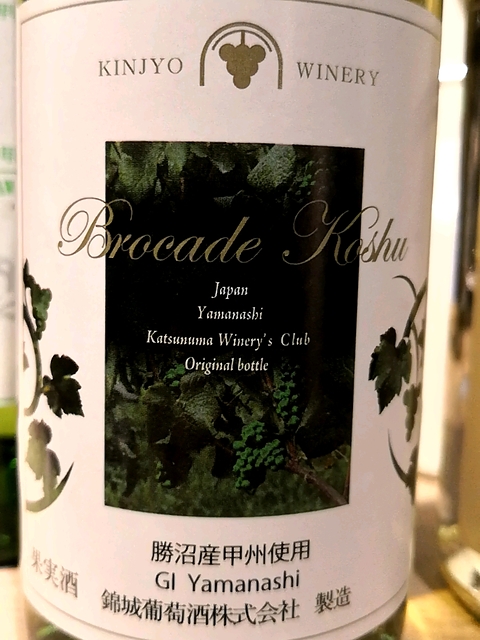 KINJYO WINERY
Brocade Koshu
Japan
Yamanashi
Katsunuma Winery's Club
Original bottle
勝沼産甲州使用
果実酒
GI Yamanashi
錦城葡萄酒株式会社 製造